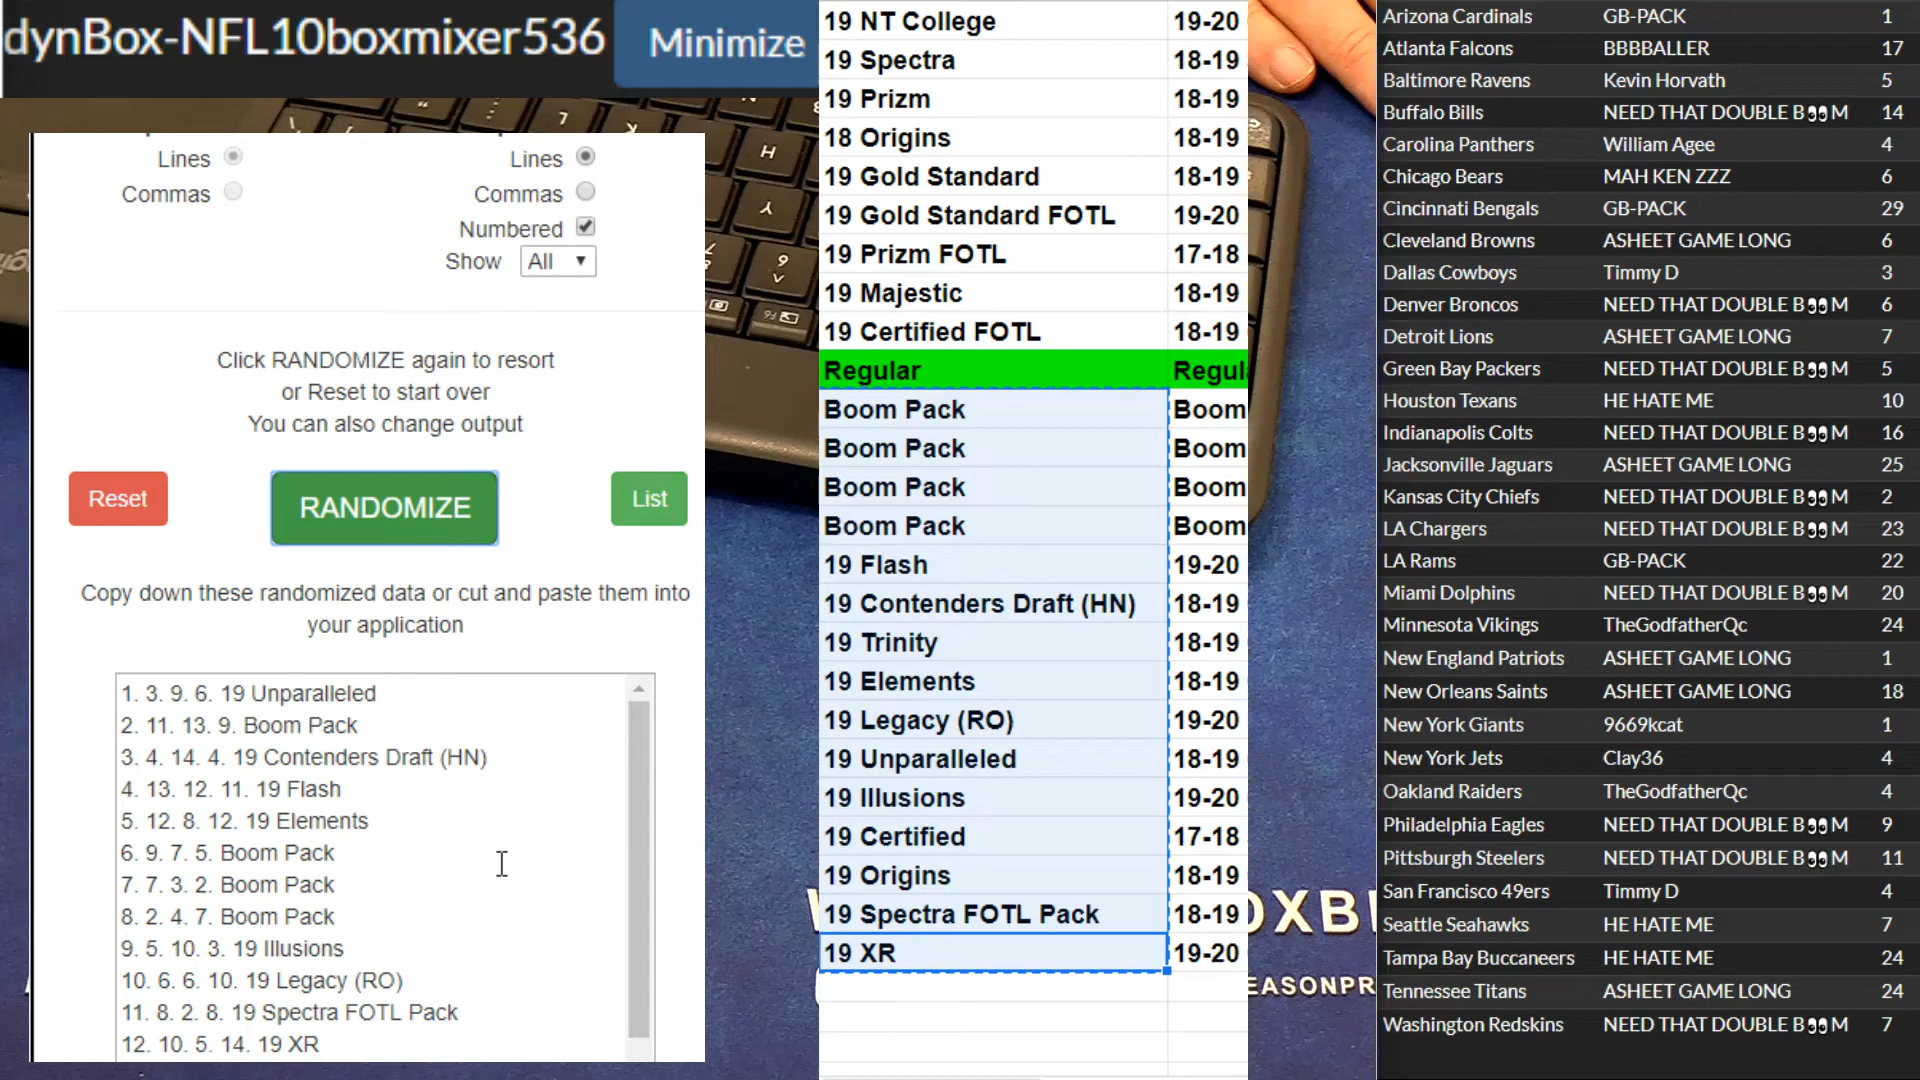 dynBox-NFL10boxmixer536
Minimize
Lines Lines
Commas Commas
Numbered
Show All
Click RANDOMIZE again to resort
or Reset to start over
You can also change output
Reset
RANDOMIZE
List
Copy down these randomized data or cut and paste them into
your application
1. 3. 9. 6. 19 Unparalleled
2. 11. 13. 9. Boom Pack
3. 4. 14. 4. 19 Contenders Draft (HN)
4. 13. 12. 11. 19 Flash
5. 12. 8. 12. 19 Elements
6. 9. 7. 5. Boom Pack
7. 7. 3. 2. Boom Pack
8. 2. 4. 7. Boom Pack
9. 5. 10. 3. 19 Illusions
10. 6. 6. 10. 19 Legacy (RO)
11. 8. 2. 8. 19 Spectra FOTL Pack
12. 10. 5. 14. 19 XR
19 NT College 19-20
19 Spectra 18-19
19 Prizm 18-19
18 Origins 18-19
19 Gold Standard 18-19
19 Gold Standard FOTL 19-20
19 Prizm FOTL 17-18
19 Majestic 18-19
19 Certified FOTL 18-19
Regular Regul
Boom Pack Boom
Boom Pack Boom
Boom Pack Boom
Boom Pack Boom
19 Flash 19-20
19 Contenders Draft (HN) 18-19
19 Trinity 18-19
19 Elements 18-19
19 Legacy (RO) 19-20
19 Unparalleled 18-19
19 Illusions 19-20
19 Certified 17-18
19 Origins 18-19
19 Spectra FOTL Pack 18-19
19 XR 19-20
OXB
EASONPR
Arizona Cardinals GB-PACK 1
Atlanta Falcons BBBBALLER 17
Baltimore Ravens Kevin Horvath 5
Buffalo Bills NEED THAT DOUBLE B👀M 14
Carolina Panthers William Agee 4
Chicago Bears MAH KEN ZZZ 6
Cincinnati Bengals GB-PACK 29
Cleveland Browns ASHEET GAME LONG 6
Dallas Cowboys Timmy D 3
Denver Broncos NEED THAT DOUBLE B👀M 6
Detroit Lions ASHEET GAME LONG 7
Green Bay Packers NEED THAT DOUBLE B👀M 5
Houston Texans HE HATE ME 10
Indianapolis Colts NEED THAT DOUBLE B👀M 16
Jacksonville Jaguars ASHEET GAME LONG 25
Kansas City Chiefs NEED THAT DOUBLE B👀M 2
LA Chargers NEED THAT DOUBLE B👀M 23
LA Rams GB-PACK 22
Miami Dolphins NEED THAT DOUBLE B👀M 20
Minnesota Vikings TheGodfatherQc 24
New England Patriots ASHEET GAME LONG 1
New Orleans Saints ASHEET GAME LONG 18
New York Giants 9669kcat 1
New York Jets Clay36 4
Oakland Raiders TheGodfatherQc 4
Philadelphia Eagles NEED THAT DOUBLE B👀M 9
Pittsburgh Steelers NEED THAT DOUBLE B👀M 11
San Francisco 49ers Timmy D 4
Seattle Seahawks HE HATE ME 7
Tampa Bay Buccaneers HE HATE ME 24
Tennessee Titans ASHEET GAME LONG 24
Washington Redskins NEED THAT DOUBLE B👀M 7